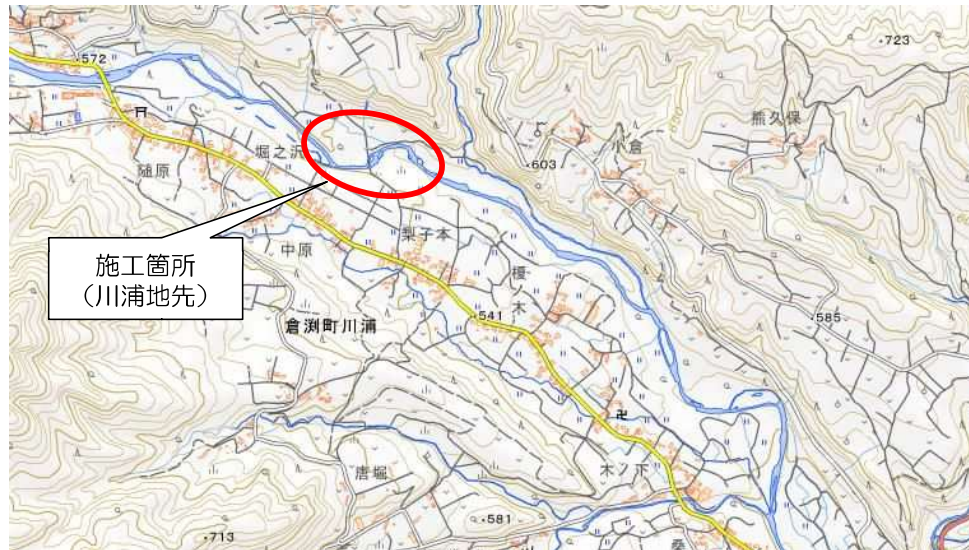 572
723
熊久保
小倉
603
堀之沢
随原
梨子本
中原
施工箇所
（川浦地先）
榎木
541
585
倉渕町川浦
木ノ下
唐堀
581
713
桑